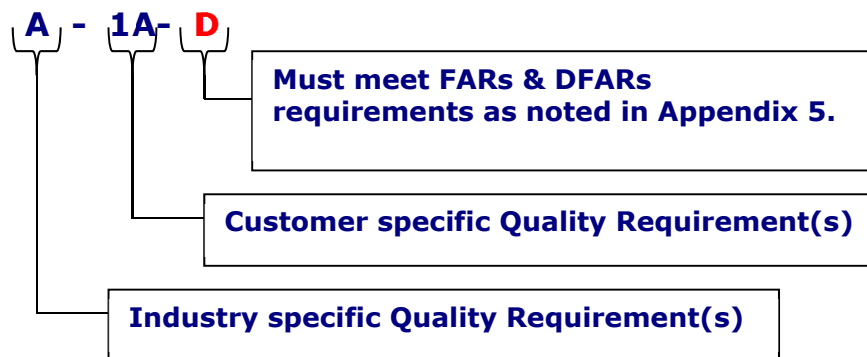 A - 1A- D
Must meet FARs & DFARs
requirements as noted in Appendix 5.
Customer specific Quality Requirement(s)
Industry specific Quality Requirement(s)